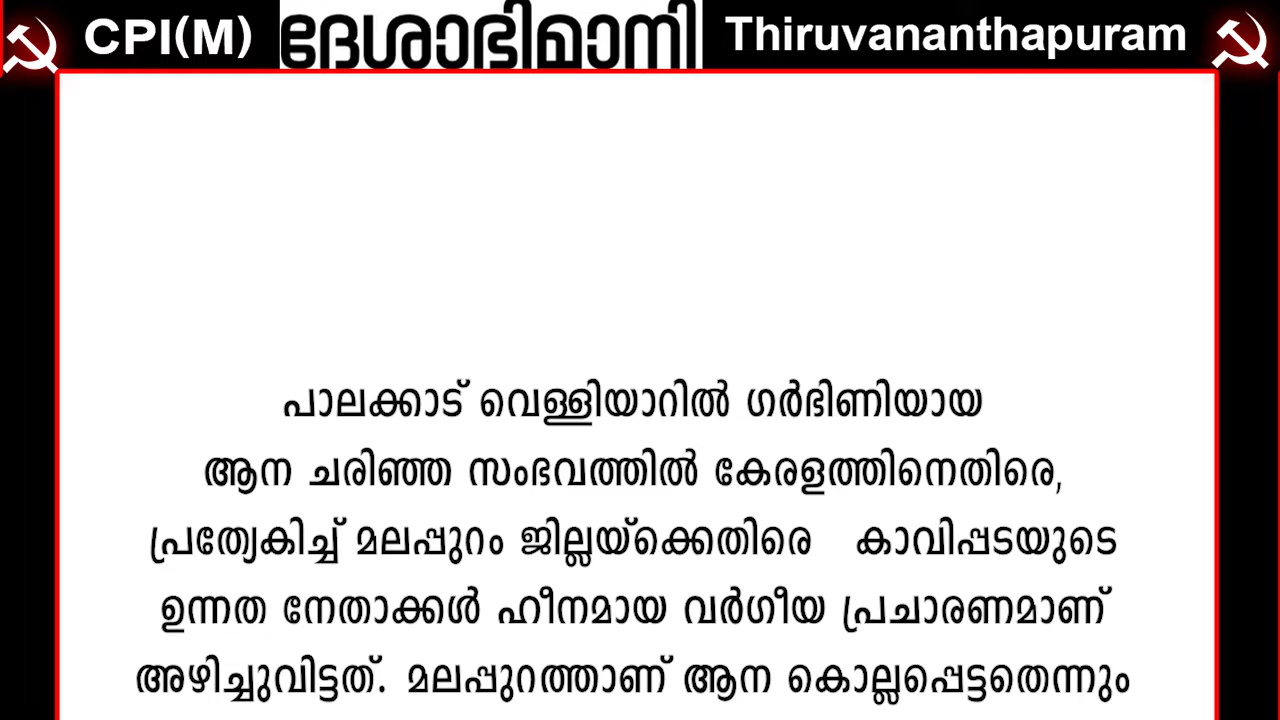 CPI(M) ദേശാഭിമാനി Thiruvananthapuram
പാലക്കാട് വെള്ളിയാറിൽ ഗർഭിണിയായ
ആന ചരിഞ്ഞ സംഭവത്തിൽ കേരളത്തിനെതിരെ,
പ്രത്യേകിച്ച് മലപ്പുറം ജില്ലയ്ക്കെതിരെ കാവിപ്പടയുടെ
ഉന്നത നേതാക്കൾ ഹീനമായ വർഗീയ പ്രചാരണമാണ്
അഴിച്ചുവിട്ടത്. മലപ്പുറത്താണ് ആന കൊല്ലപ്പെട്ടതെന്നും